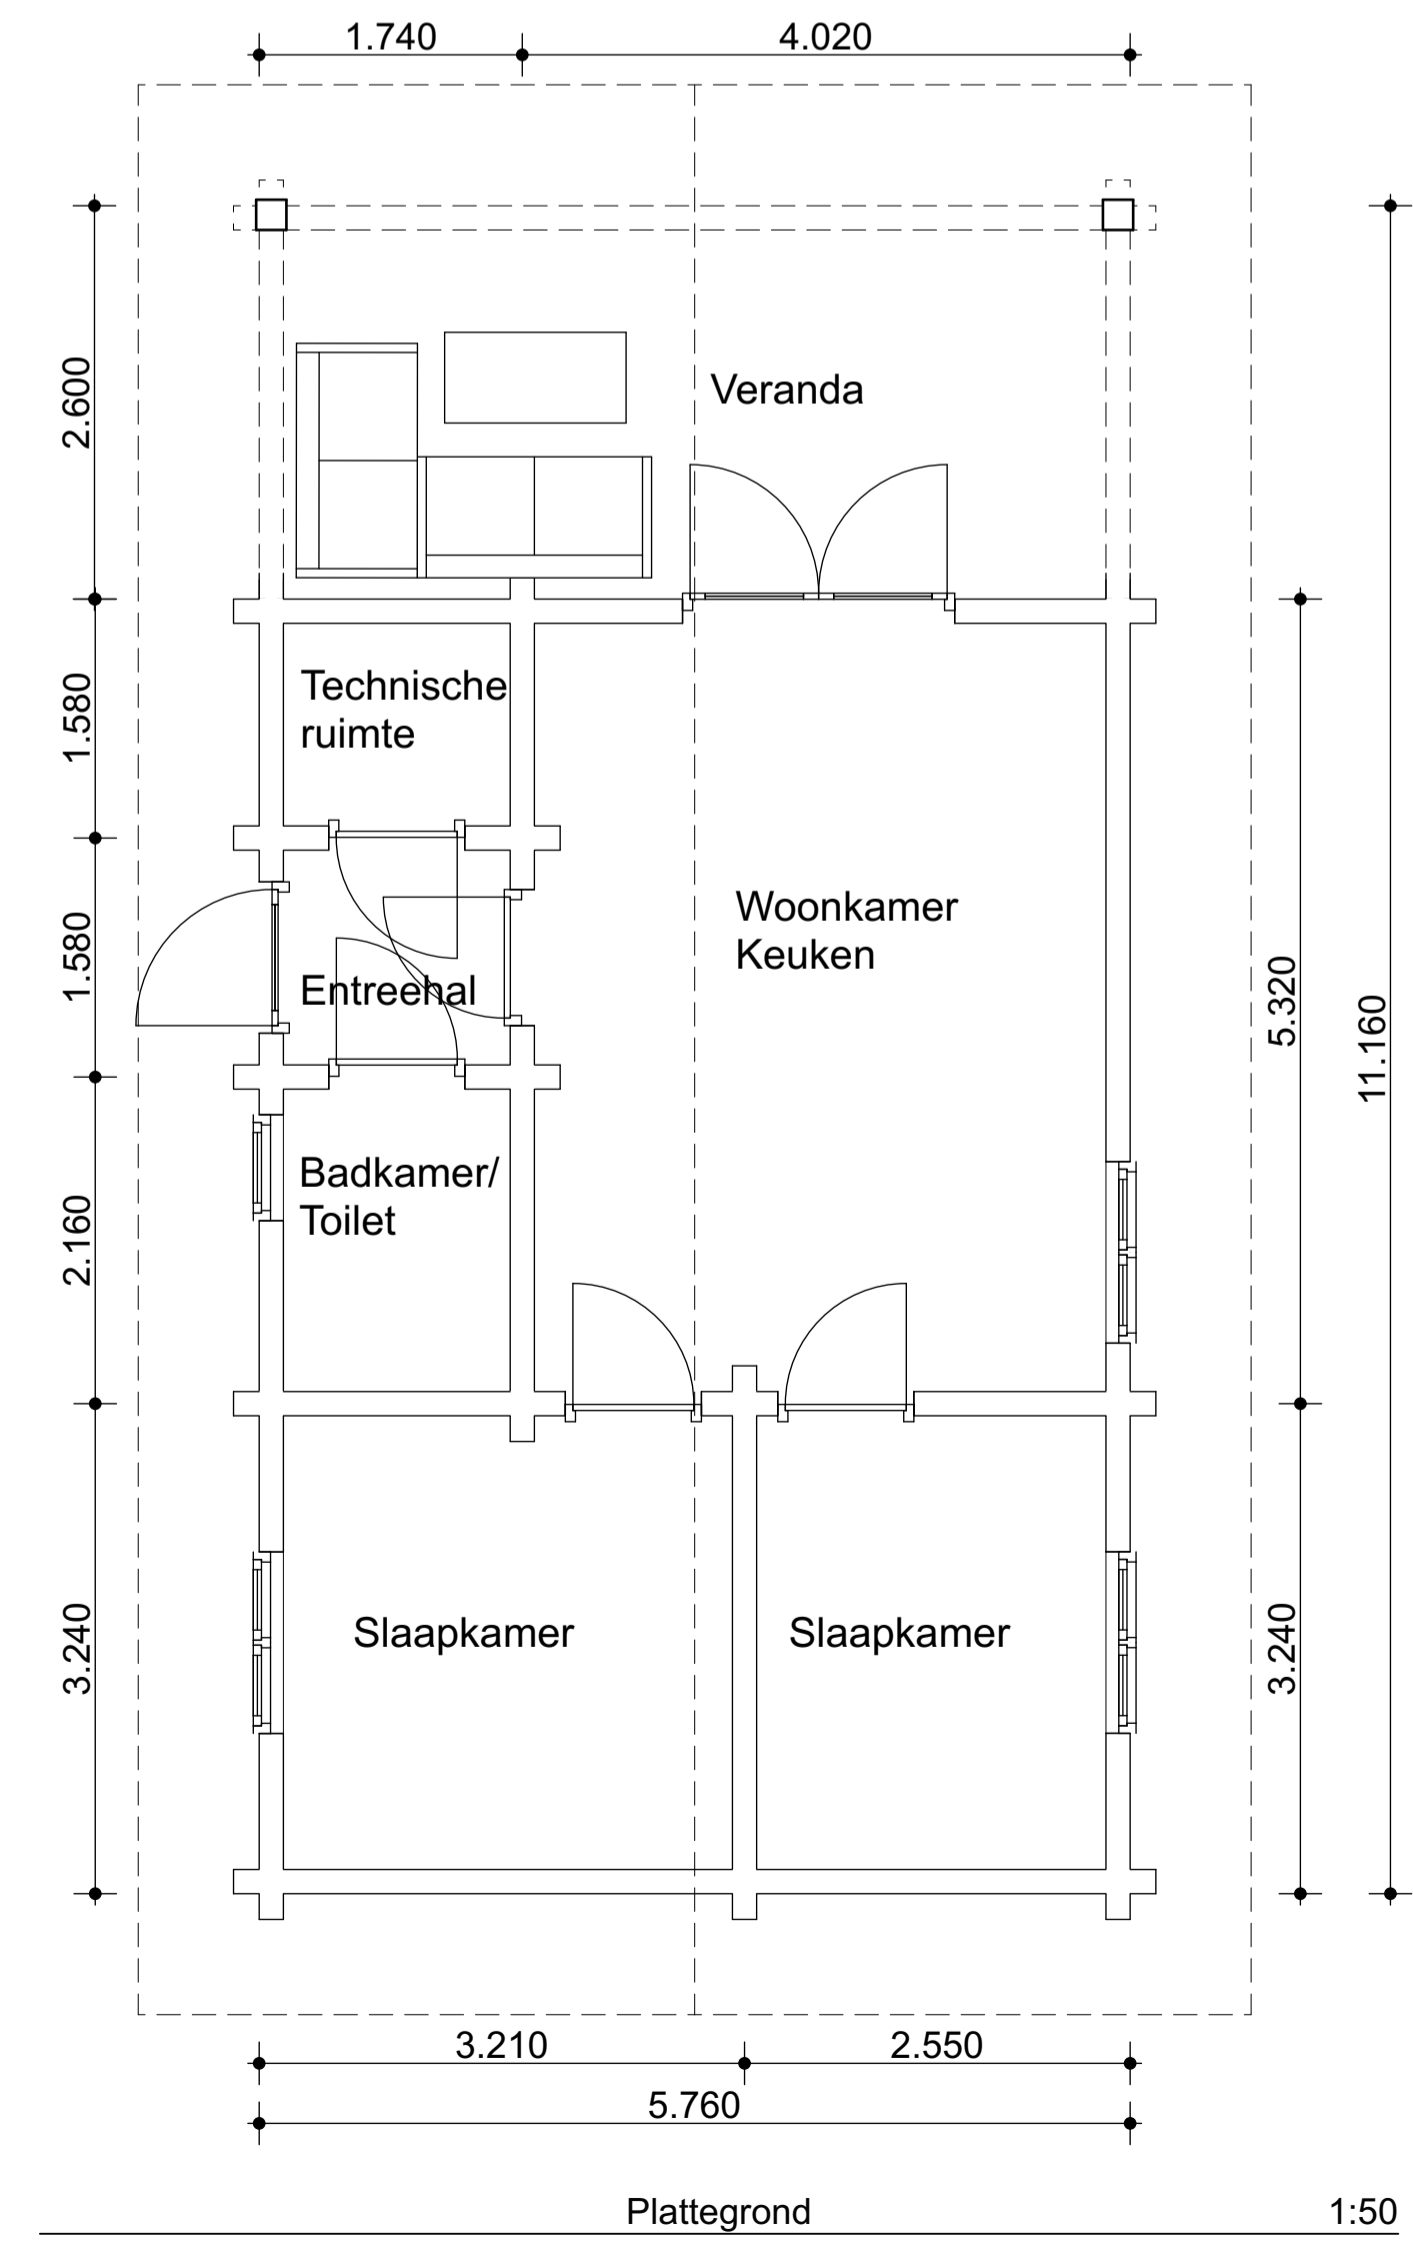 1.740
4.020
2.600
Veranda
1.580
Technische
ruimte
1.580
Woonkamer
Keuken
Entreehal
5.320
11.160
2.160
Badkamer/
Toilet
3.240
Slaapkamer
Slaapkamer
3.240
3.210
2.550
5.760
Plattegrond
1:50